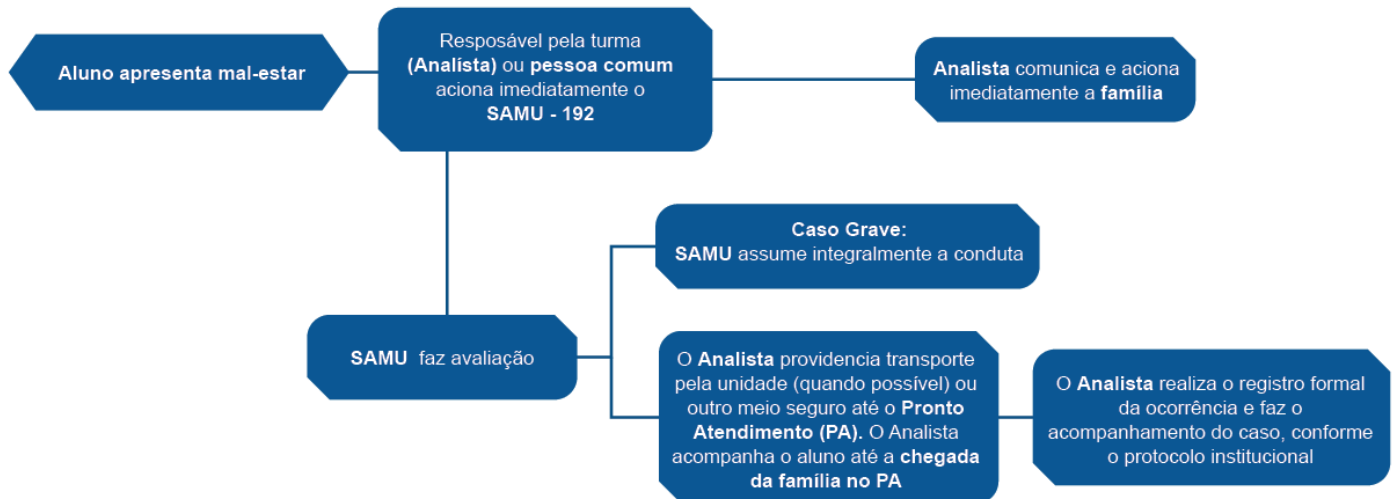 Aluno apresenta mal-estar
Resposável pela turma
(Analísta) ou pessoa comum
aciona imediatamente o
SAMU - 192
Analista comunica e aciona
imediatamente a família
Caso Grave:
SAMU assume integralmente a conduta
SAMU faz avaliação
O Analista providencia transporte
pela unidade (quando possível) ou
outro meio seguro até o Pronto
Atendimento (PA). O Analista
acompanha o aluno até a chegada
da família no PA
O Analista realiza o registro formal
da ocorrência e faz o
acompanhamento do caso, conforme
o protocolo institucional